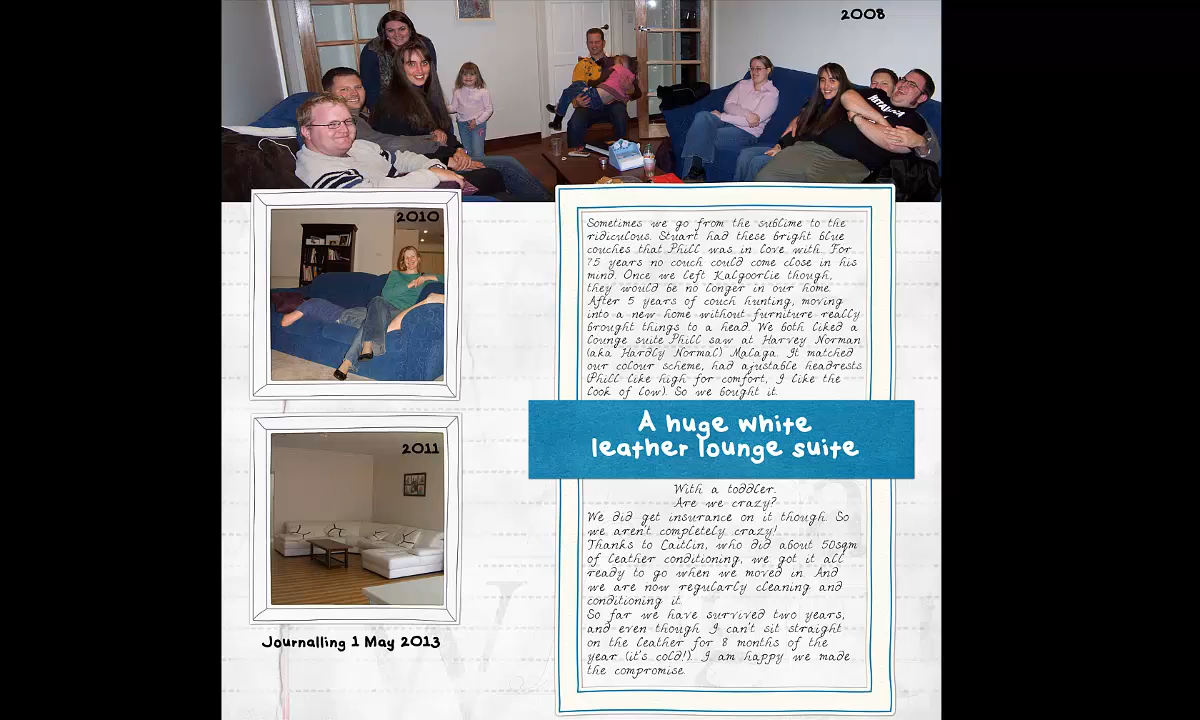 2008
2010
2011
Journalling 1 May 2013
Sometimes we go from the sublime to the
ridiculous. Stuart had these bright blue
couches that Phill was in love with. For
?5 years no couch could come close in his
mind. Once we left Kalgoorlie though,
they would be no longer in our home.
After 5 years of couch hunting, moving
into a new home without furniture really
brought things to a head. We both liked a
lounge suite Phill saw at Harvey Norman
(aka Hardly Normal) Malaga. It matched
our colour scheme, had ajustable headrests
(Phill like high for comfort, I like the
look of low). So we bought it.
A huge white
leather lounge suite
With a toddler.
Are we crazy?
We did get insurance on it though. So
we aren't completely crazy!
Thanks to Caitlin, who did about 50sqm
of leather conditioning, we got it all
ready to go when we moved in. And
we are now regularly cleaning and
conditioning it.
So far we have survived two years,
and even though I can't sit straight
on the leather for 8 months of the
year (it's cold!). I am happy we made
the compromise.